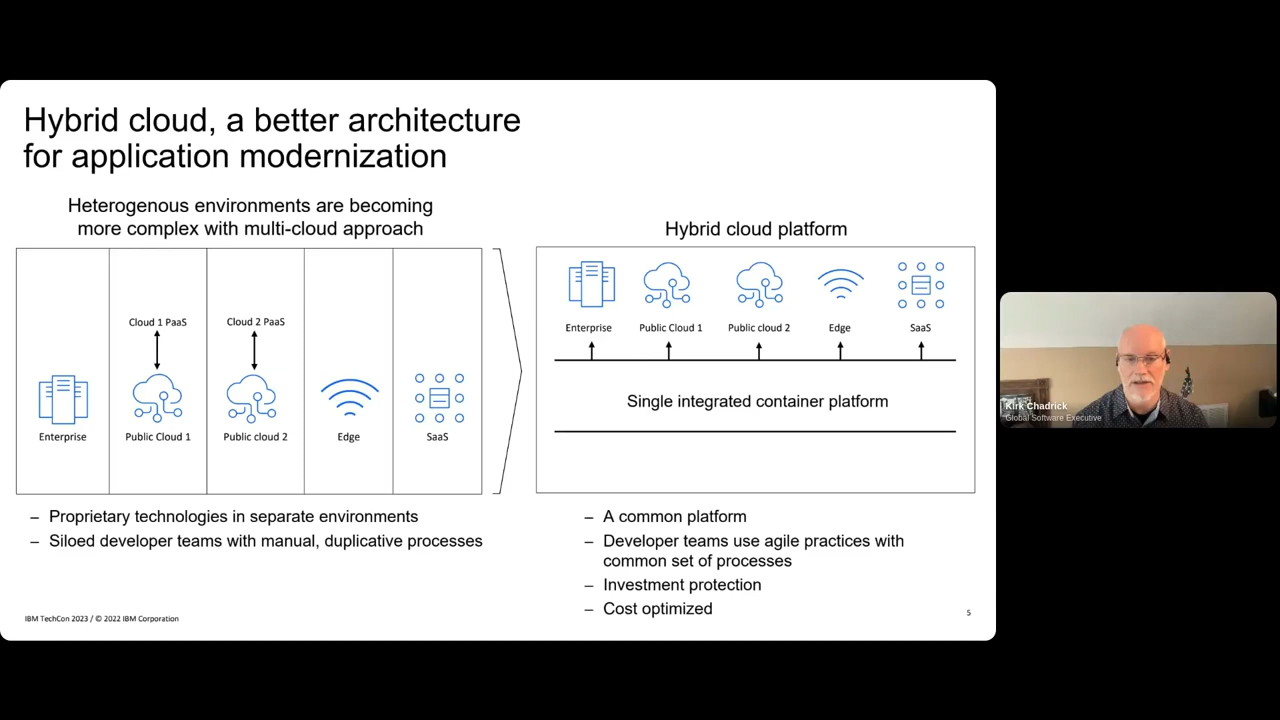 Hybrid cloud, a better architecture
for application modernization
Heterogenous environments are becoming
more complex with multi-cloud approach
Cloud 1 PaaS
Cloud 2 PaaS
Enterprise
Public Cloud 1
Public cloud 2
Edge
SaaS
– Proprietary technologies in separate environments
– Siloed developer teams with manual, duplicative processes
Hybrid cloud platform
Enterprise
Public Cloud 1
Public cloud 2
Edge
SaaS
Single integrated container platform
– A common platform
– Developer teams use agile practices with
common set of processes
– Investment protection
– Cost optimized
IBM TechCon 2023 / © 2022 IBM Corporation
5
Kirk Chadrick
Global Software Executive